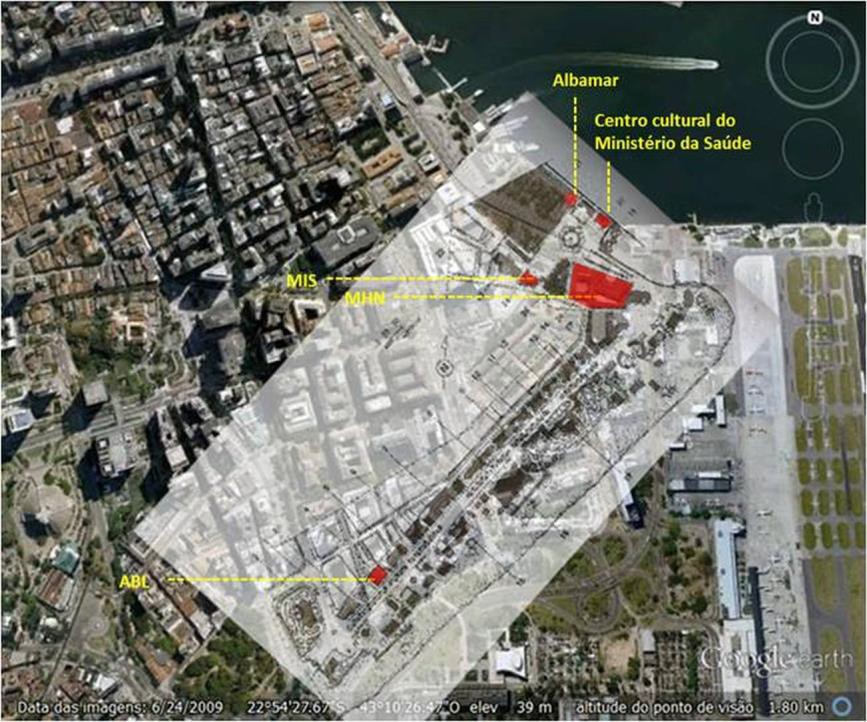 N
Albamar
Centro cultural do
Ministério da Saúde
MIS
MHN
ABL
Google earth
Data das imagens: 6/24/2009 22°54'27.67"S 43°10'26.47"O elev 39 m altitude do ponto de visão 1.80 km